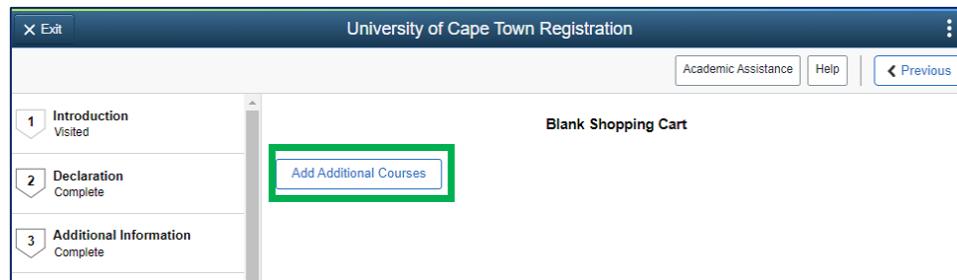 Exit
University of Cape Town Registration
Academic Assistance
Help
Previous
1
Introduction
Visited
Blank Shopping Cart
2
Declaration
Complete
Add Additional Courses
3
Additional Information
Complete